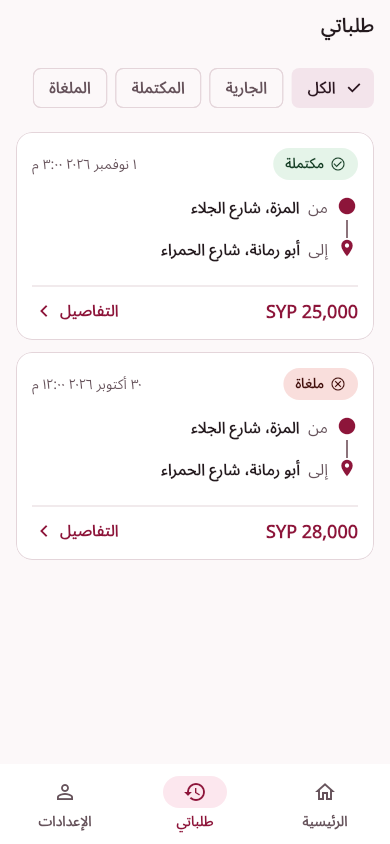 طلباتي
الكل
الجارية
المكتملة
الملغاة
مكتملة
١ نوفمبر ٢٠٢٦ ٣:٠٠ م
من المزة، شارع الجلاء
إلى أبو رمانة، شارع الحمراء
SYP 25,000
التفاصيل
ملغاة
٣٠ أكتوبر ٢٠٢٦ ١٢:٠٠ م
من المزة، شارع الجلاء
إلى أبو رمانة، شارع الحمراء
SYP 28,000
التفاصيل
الرئيسية
طلباتي
الإعدادات